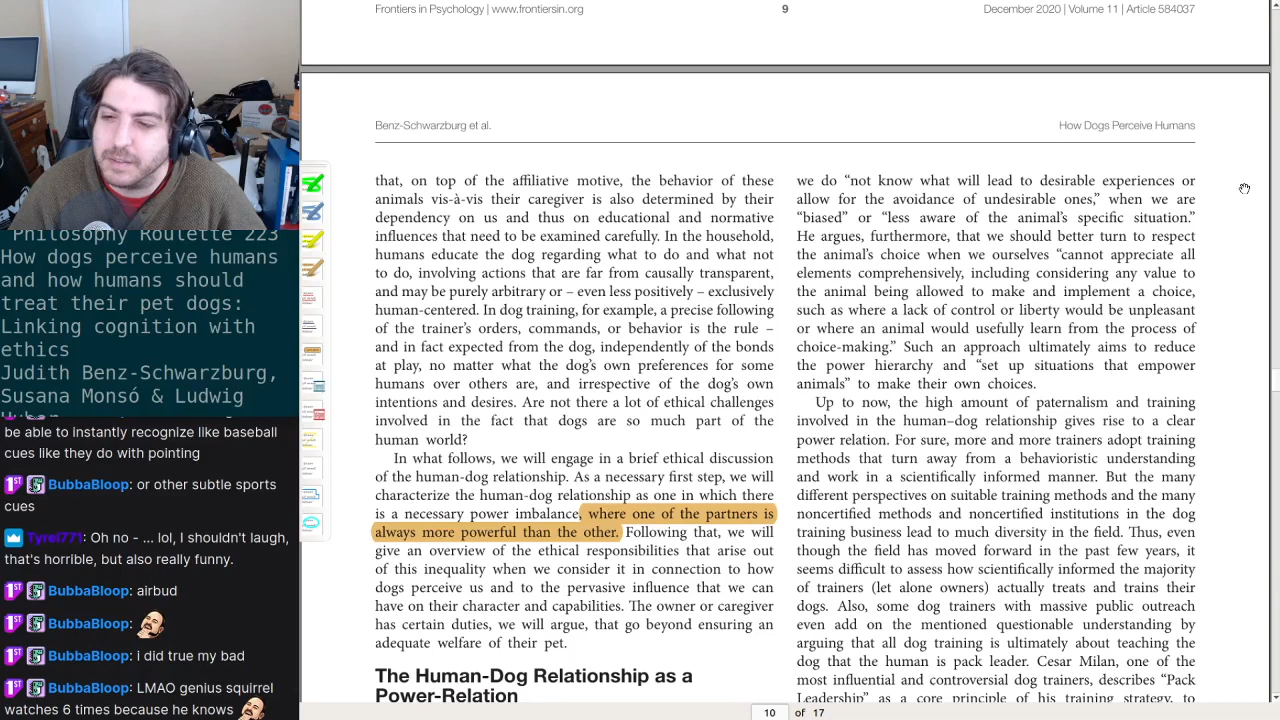 Frontiers in Psychology | www.frontiersin.org
9
December 2020 | Volume 11 | Article 584037
Benz-Schwarzburg et al.
How Dogs Perceive Humans
that, on top of the affiliative motive, the behavior of these
animals vis-à-vis their caregiver is also determined by their
dependency on us and thus on educational and normative
influences that need to be examined carefully. In the household,
humans educate the dog regarding what to do and what not
to do, involving actions that are far from causally transparent,
and may be purely arbitrary or – even less positively – exclusively
human-centered. In dog training, for example, a precise following
of the trainer's orders, commands, or behavior is the rule –
and in fact expected from the dog, independently of the bonds
at play, no matter what the dog's own preferences for some
humans over others are, and irrespective of the dog's own
intentions and desires. Are not there a lot of ethical challenges
involved in the fact that dogs are so much part of the
human world?
In what follows, we will engage in a brief ethical discussion
of the human-dog relationship. As a necessary first step, we will
characterize the human-dog relationship as one in which there
is a necessary power imbalance, where one of the partners is
always more powerful than the other. Following that, we will
give an overview of the ethical responsibilities that arise out
of this inequality when we consider it in connection to how
dogs perceive us and to the pervasive influence that we can
have on their character and capabilities. The owner or caregiver
has certain duties, we will argue, that go beyond ensuring an
adequate welfare of their pet.
The Human-Dog Relationship as a
Power-Relation
we do “not know what will lead to desirable experiences or
allow for the avoidance of undesirable ones,” when we are
“biased” or “less aware of the animal's specific situation.”
He argues, furthermore, that we should better listen to perceive
the animals choice when we ourselves “cannot appreciate all
elements comprehensively, including considering any value in
the animal being allowed to choose and implement a choice,
such as where a lack of control or liberty would be unpleasant
or where an animal would usefully learn from the process of
choice making.” Such an approach ultimately aims to revise
the power hierarchy and “create situations that empower
animals to make their own choices.”
Up to now, the high amount of paternalism and training
involved in the human–dog relationship generally goes to the
power relation. However, more and more trainers adopt training
methods that turn away from a behavioristic understanding
and work in a scientifically informed manner. But there are
different perspectives on suitable training methods and the many
noncertified methods and noncertified institutions in the dog
training business lead to much diversity in the field. Thus, even
though the field has moved forward in the past few years, it
seems difficult to assess how scientifically informed the majority
of trainers (let alone owners) actually treats and trains their
dogs. Also, some dog trainers with massive public outreach
even add on the mentioned questionable understanding by
arguing that all dog training is ultimately about teaching the
dog that the human is pack leader. Cesar Milan, one of the
most influential and controversial dog trainers, describes “Pack
Leadership” as a core principle of his training strategy, to
10 of 17
Philosophy Roulette 223
How dogs perceive humans
and how humans should
treat their pet dogs:
Linking cognition with
ethics
Judith Benz-Schwarzburg,
Susana Monsó & Ludwig
been to instantly recognize like baseball
cues like they do with pointing
BubbaBloop: or other subtle sports
cues
Tyrel771: Oh no - ... lol, I shouldn't laugh,
that's horrible, but also really funny.
BubbaBloop: airbud
BubbaBloop:
BubbaBloop: i did true my bad
BubbaBloop: LMAO genius squirrel
watches 6 times because he knows